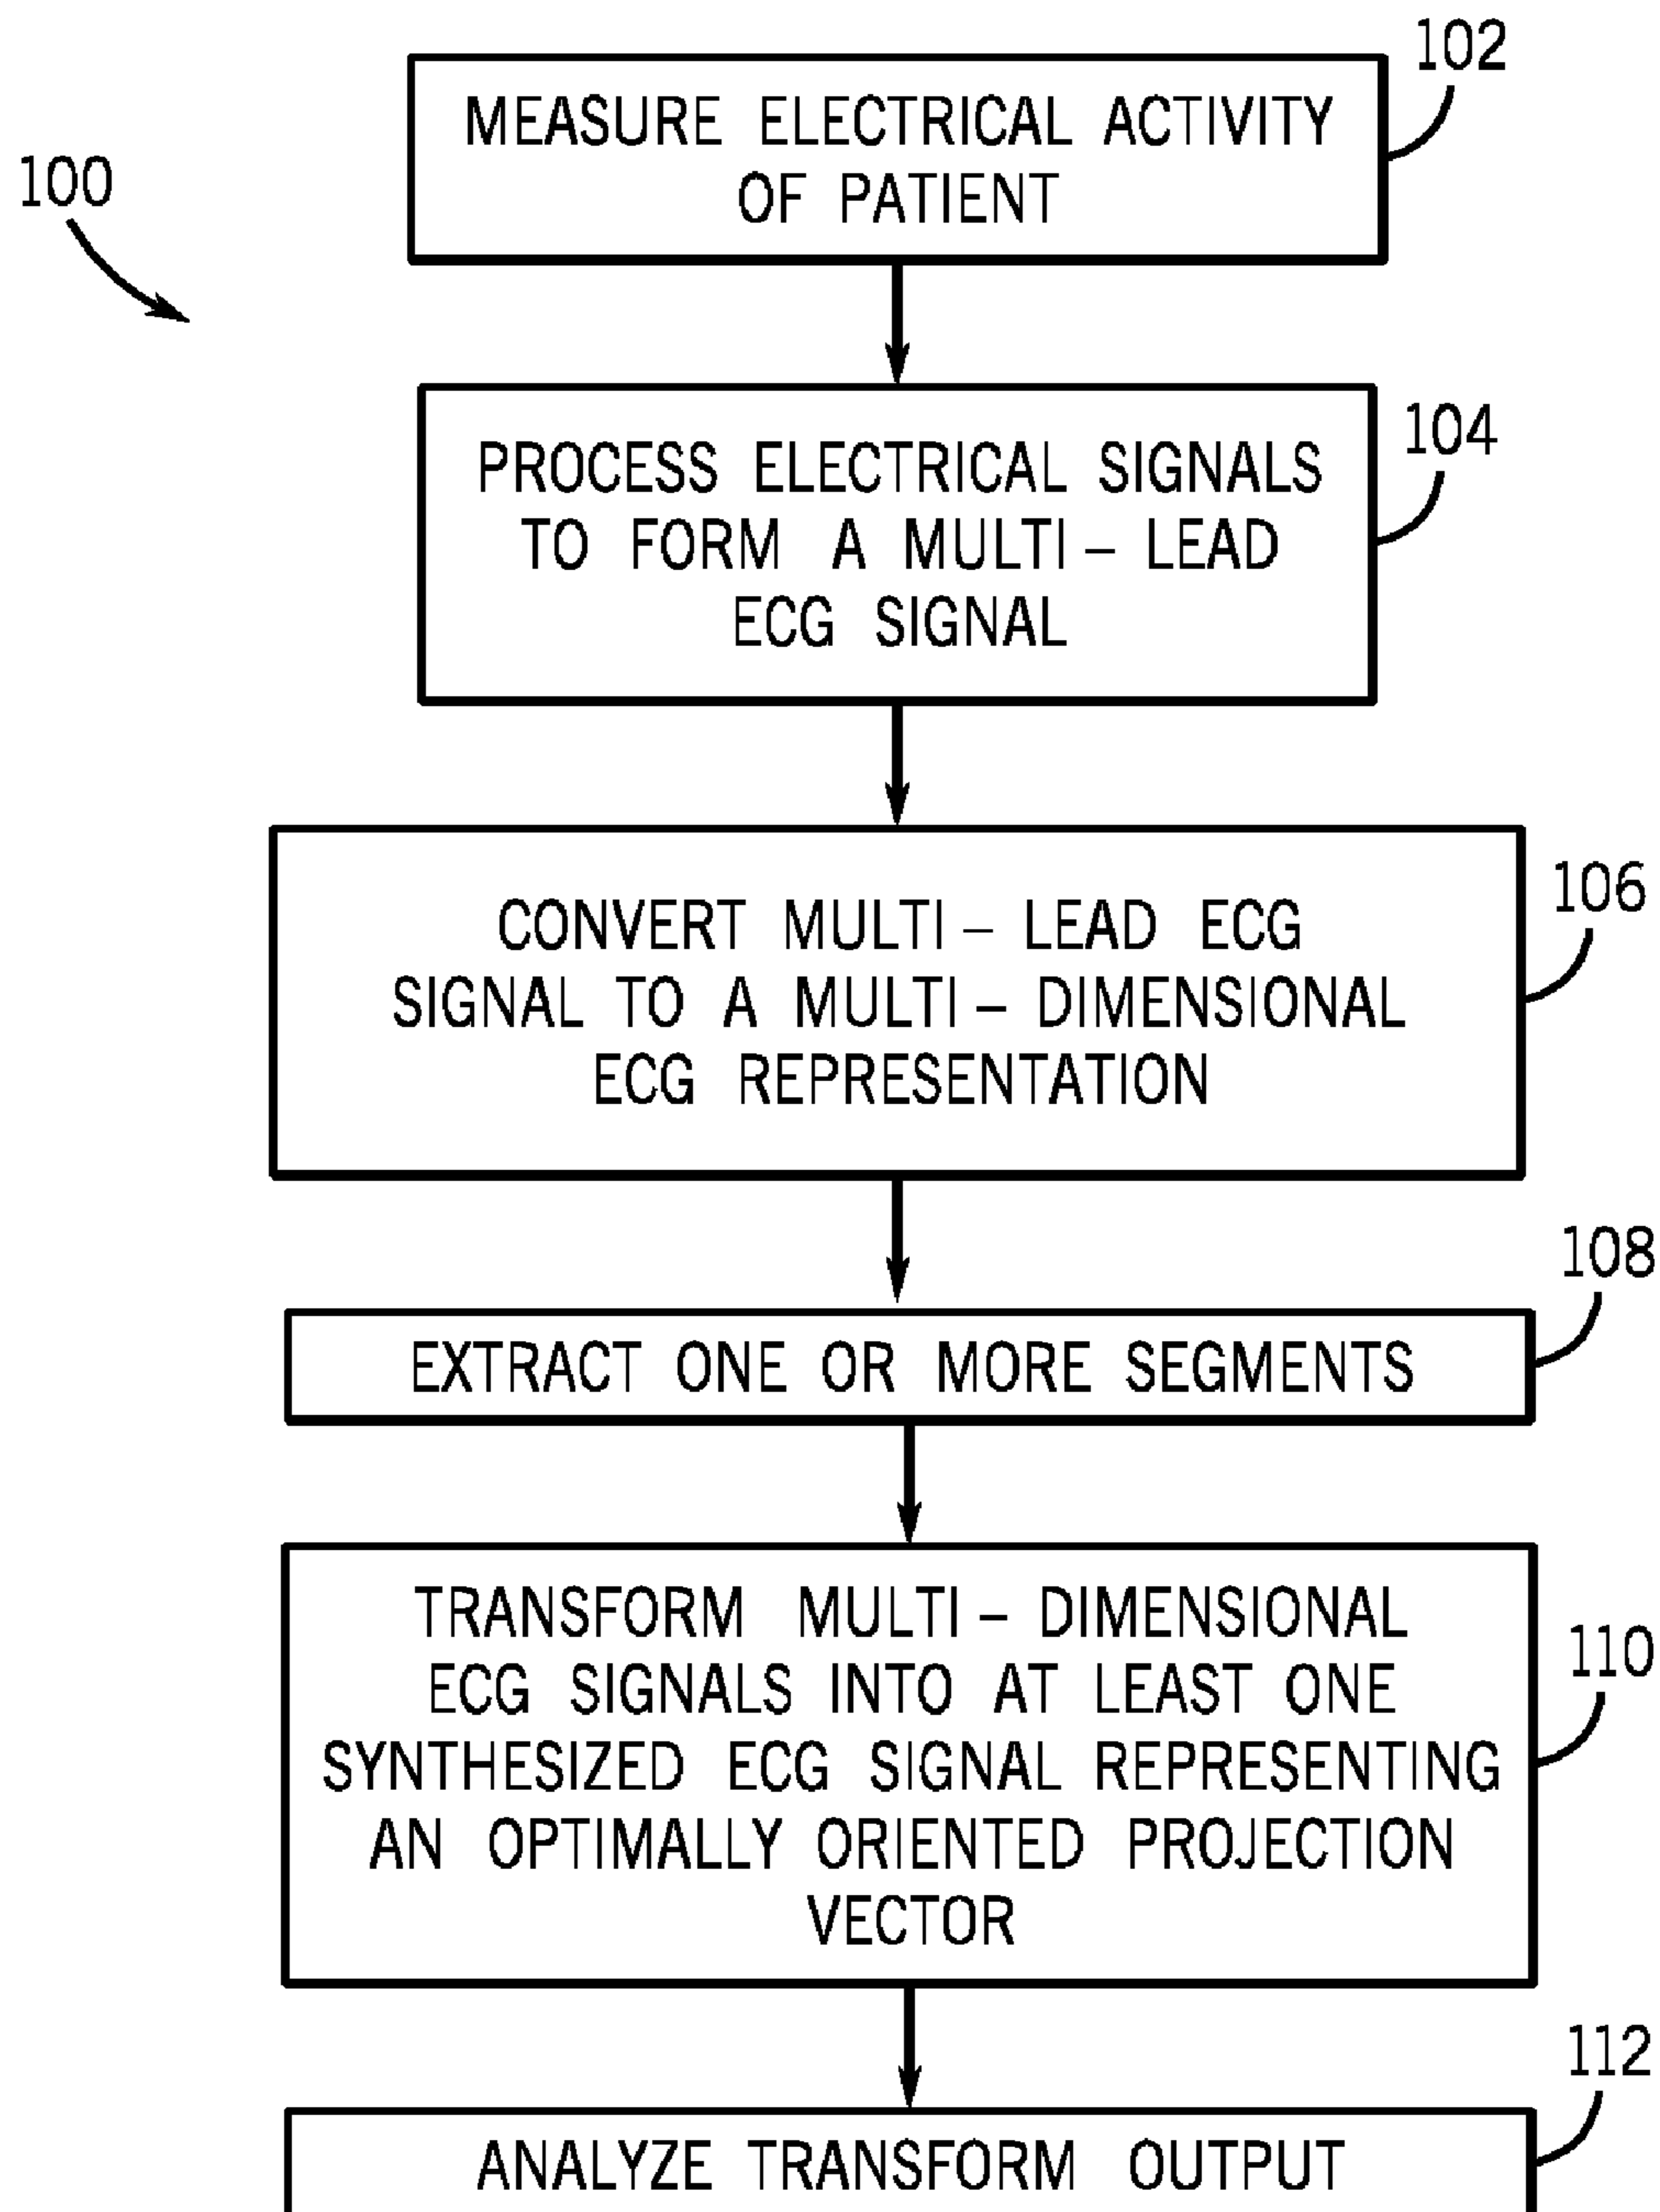 102
MEASURE ELECTRICAL ACTIVITY
OF PATIENT
100
104
PROCESS ELECTRICAL SIGNALS
TO FORM A MULTI – LEAD
ECG SIGNAL
106
CONVERT MULTI – LEAD ECG
SIGNAL TO A MULTI – DIMENSIONAL
ECG REPRESENTATION
108
EXTRACT ONE OR MORE SEGMENTS
110
TRANSFORM MULTI – DIMENSIONAL
ECG SIGNALS INTO AT LEAST ONE
SYNTHESIZED ECG SIGNAL REPRESENTING
AN OPTIMALLY ORIENTED PROJECTION
VECTOR
112
ANALYZE TRANSFORM OUTPUT